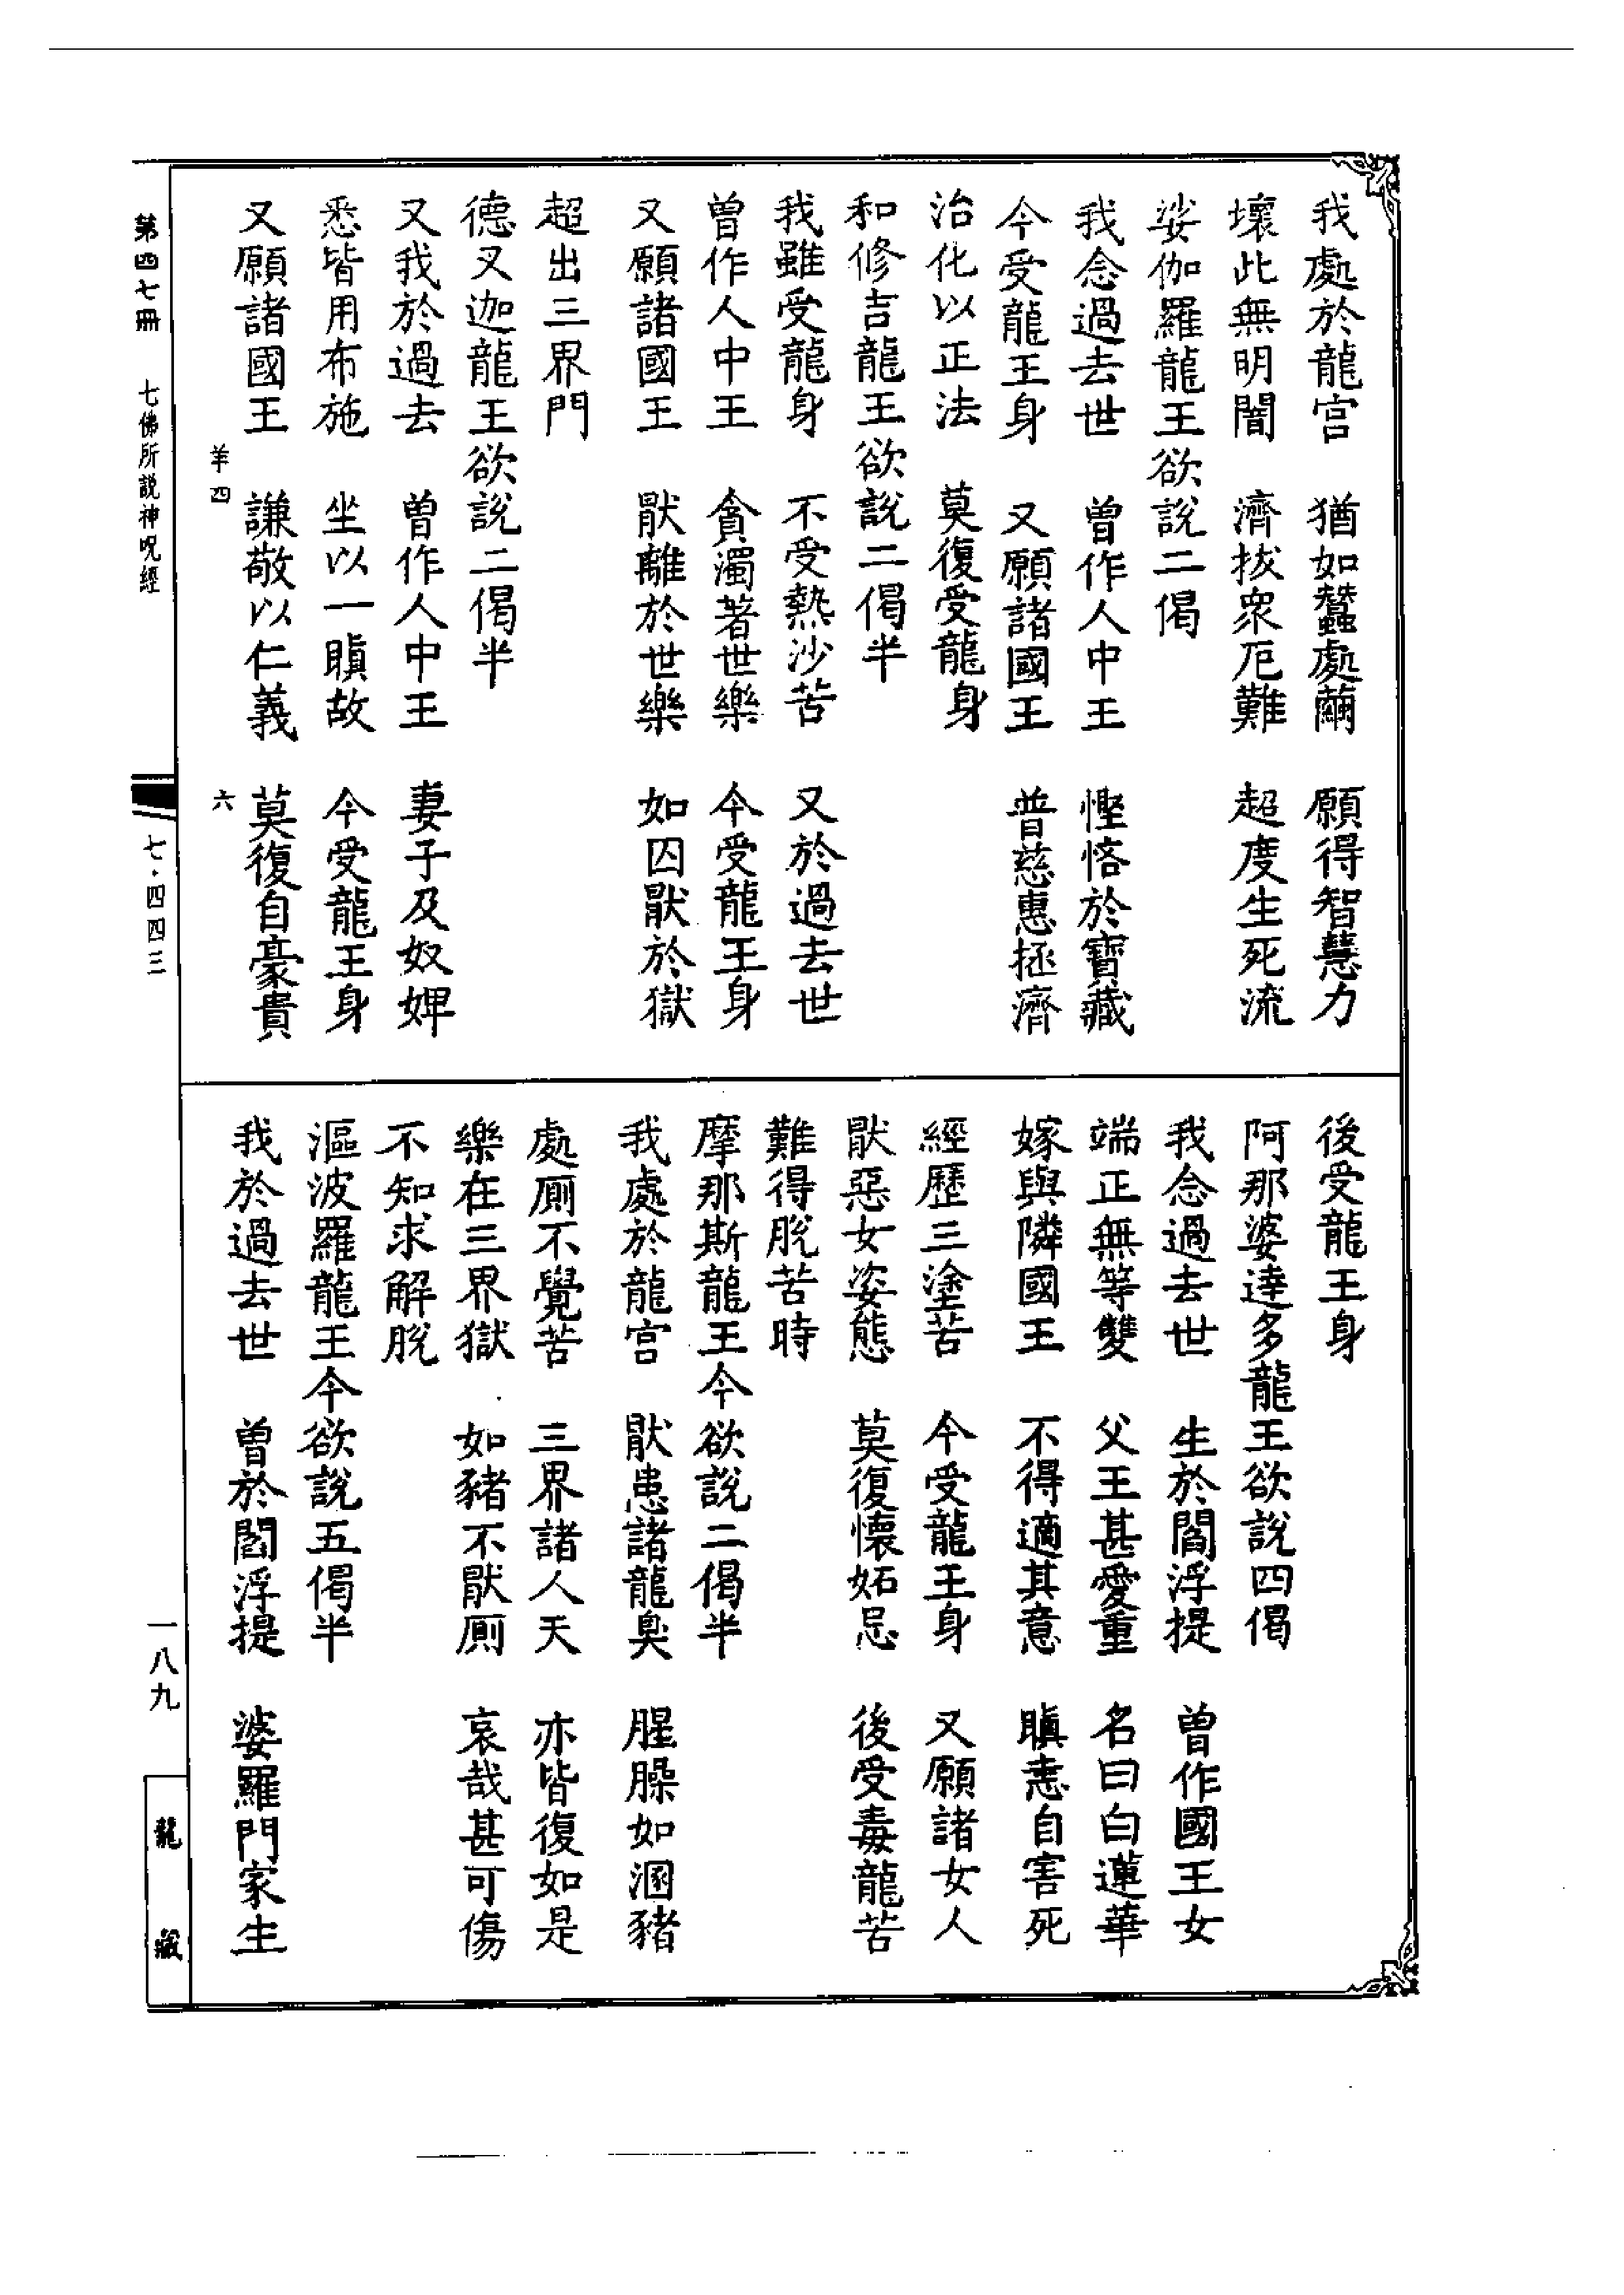 我處於龍宮　猶如蠶處繭　願得智慧力
壞此無明闇　濟拔衆厄難　超度生死流
娑伽羅龍王欲說二偈
我念過去世　曽作人中王　慳悋於寶藏
今受龍王身　又願諸國王　普慈惠拯濟
治化以正法　莫復受龍身
和修吉龍王欲說二偈半
我雖受龍身　不受熱沙苦　又於過去世
曽作人中王　貪濁著世樂　今受龍王身
又願諸國王　猒離於世樂　如囚猒於獄
超出三界門
德叉迦龍王欲說二偈半
又我於過去　曽作人中王　妻子及奴婢
悉皆用布施　坐以一瞋故　今受龍王身
又願諸國王　謙敬以仁義　莫復自豪貴
羊四　六
後受龍王身
阿那婆達多龍王欲說四偈
我念過去世　生於閻浮提　曽作國王女
端正無等雙　父王甚愛重　名曰白蓮華
嫁與隣國王　不得適其意　瞋恚自害死
經歷三塗苦　今受龍王身　又願諸女人
猒惡女姿態　莫復懷妬忌　後受毒龍苦
難得脫苦時
摩那斯龍王今欲說二偈半
我處於龍宮　猒患諸龍臭　腥臊如溷豬
處厠不覺苦　三界諸人天　亦皆復如是
樂在三界獄　如豬不猒厠　哀哉甚可傷
不知求解脫
漚波羅龍王今欲說五偈半
我於過去世　曽於閻浮提　婆羅門家生
第四七冊　七佛所說神呪經
七·四四三
一八九
龍藏